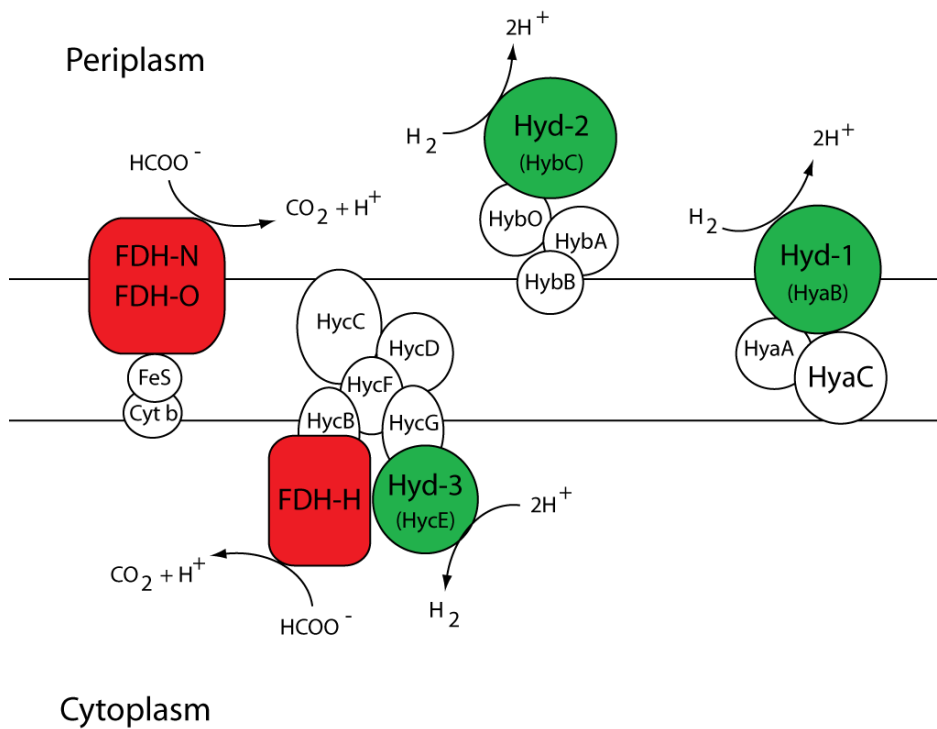 Periplasm
2H⁺
Hyd-2
(HybC)
H₂
HCOO⁻
CO₂ + H⁺
HybO
HybA
HybB
2H⁺
H₂
Hyd-1
(HyaB)
HyaA
HyaC
FDH-N
FDH-O
FeS
Cyt b
HycC
HycD
HycF
HycB
HycG
FDH-H
Hyd-3
(HycE)
2H⁺
H₂
CO₂ + H⁺
HCOO⁻
Cytoplasm